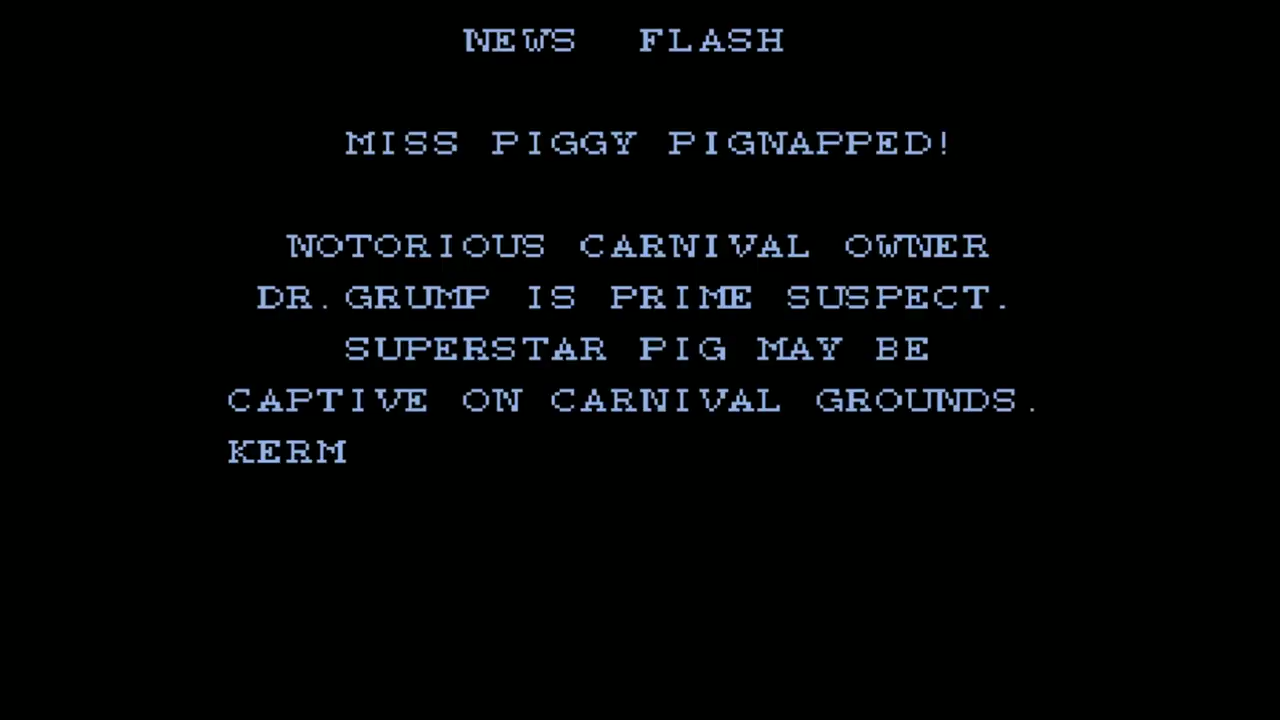 NEWS FLASH
MISS PIGGY PIGNAPPED!
NOTORIOUS CARNIVAL OWNER
DR.GRUMP IS PRIME SUSPECT.
SUPERSTAR PIG MAY BE
CAPTIVE ON CARNIVAL GROUNDS.
KERM